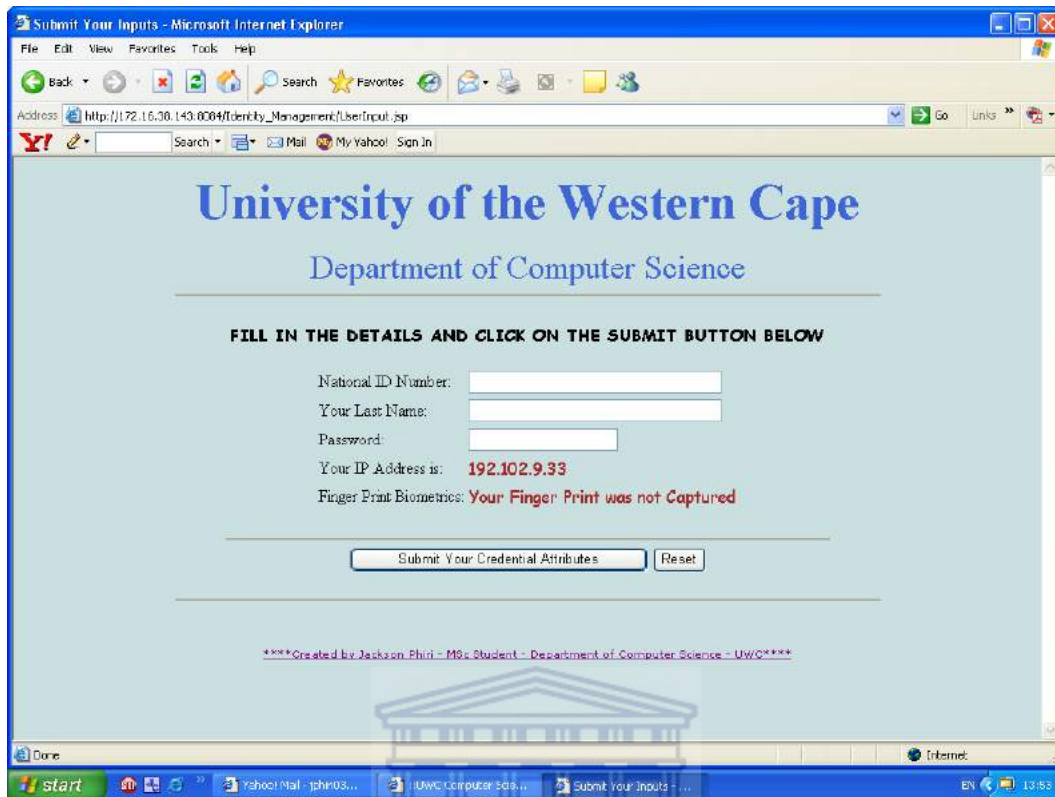 Submit Your Inputs - Microsoft Internet Explorer
File Edit View Favorites Tools Help
Back Search Favorites
Address http://172.16.38.143:8084/Identity_Management/UserInput.jsp Go Links »
Y! Search Mail My Yahoo! Sign In
University of the Western Cape
Department of Computer Science
FILL IN THE DETAILS AND CLICK ON THE SUBMIT BUTTON BELOW
National ID Number:
Your Last Name:
Password:
Your IP Address is: 192.102.9.33
Finger Print Biometrics: Your Finger Print was not Captured
Submit Your Credential Attributes Reset
****Created by Jackson Phiri - MSc Student - Department of Computer Science - UWC****
Done Internet
start » Yahoo! Mail - UWC Computer Submit Your Inputs - ... EN 13:53